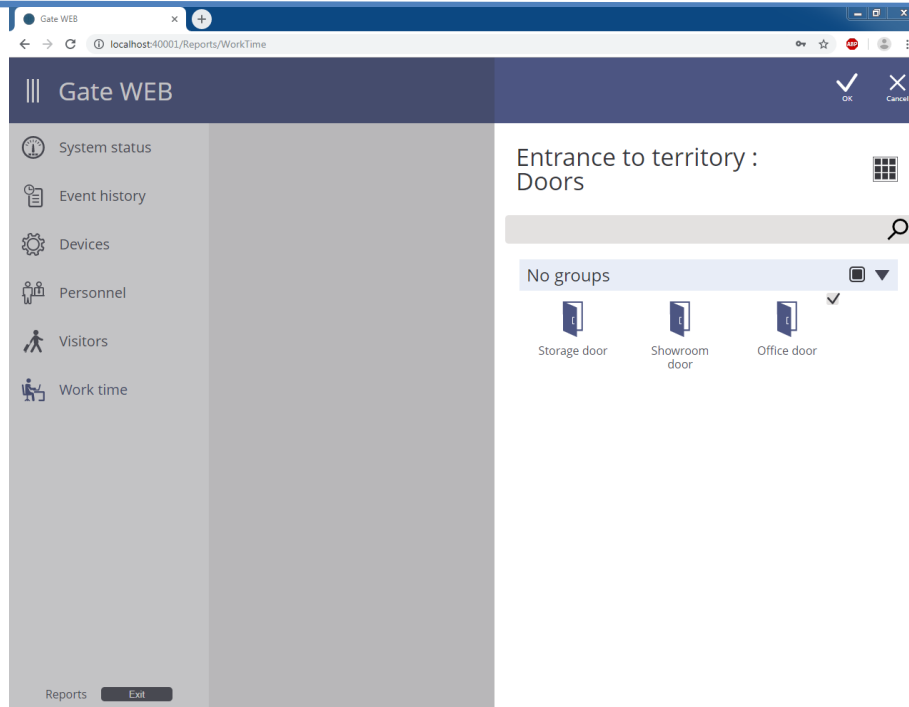 Gate WEB
localhost:40001/Reports/WorkTime
ABP
Gate WEB
OK
Cancel
System status
Event history
Devices
Personnel
Visitors
Work time
Entrance to territory :
Doors
No groups
Storage door
Showroom
door
Office door
Reports
Exit